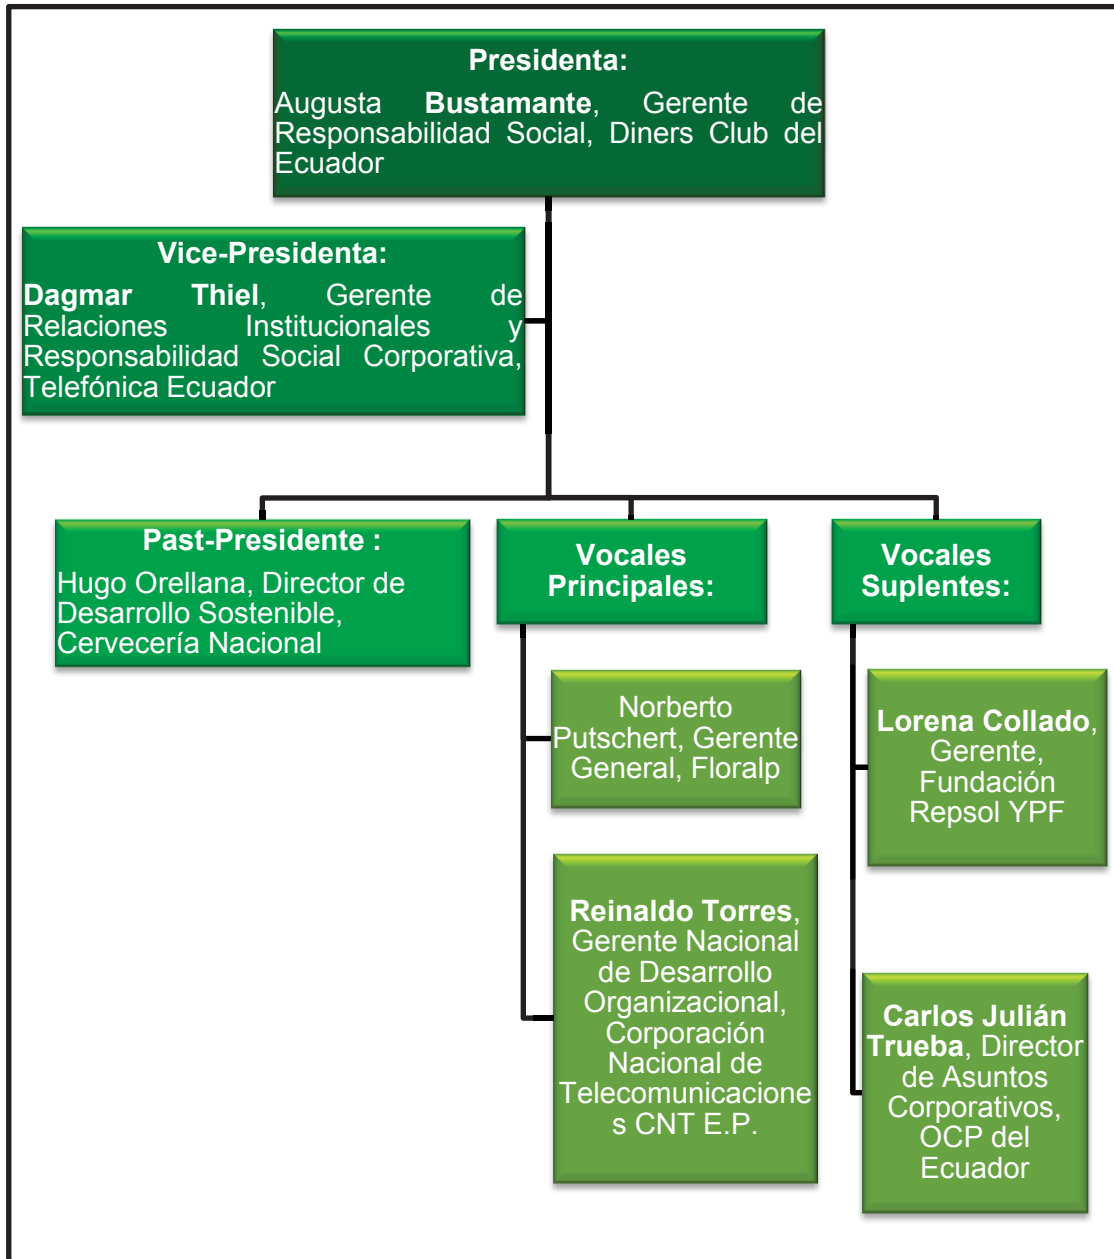 Presidenta:
Augusta Bustamante, Gerente de
Responsabilidad Social, Diners Club del
Ecuador
Vice-Presidenta:
Dagmar Thiel, Gerente de
Relaciones Institucionales y
Responsabilidad Social Corporativa,
Telefónica Ecuador
Past-Presidente :
Hugo Orellana, Director de
Desarrollo Sostenible,
Cervecería Nacional
Vocales
Principales:
Norberto
Putschert, Gerente
General, Floralp
Reinaldo Torres,
Gerente Nacional
de Desarrollo
Organizacional,
Corporación
Nacional de
Telecomunicacione
s CNT E.P.
Vocales
Suplentes:
Lorena Collado,
Gerente,
Fundación
Repsol YPF
Carlos Julián
Trueba, Director
de Asuntos
Corporativos,
OCP del
Ecuador